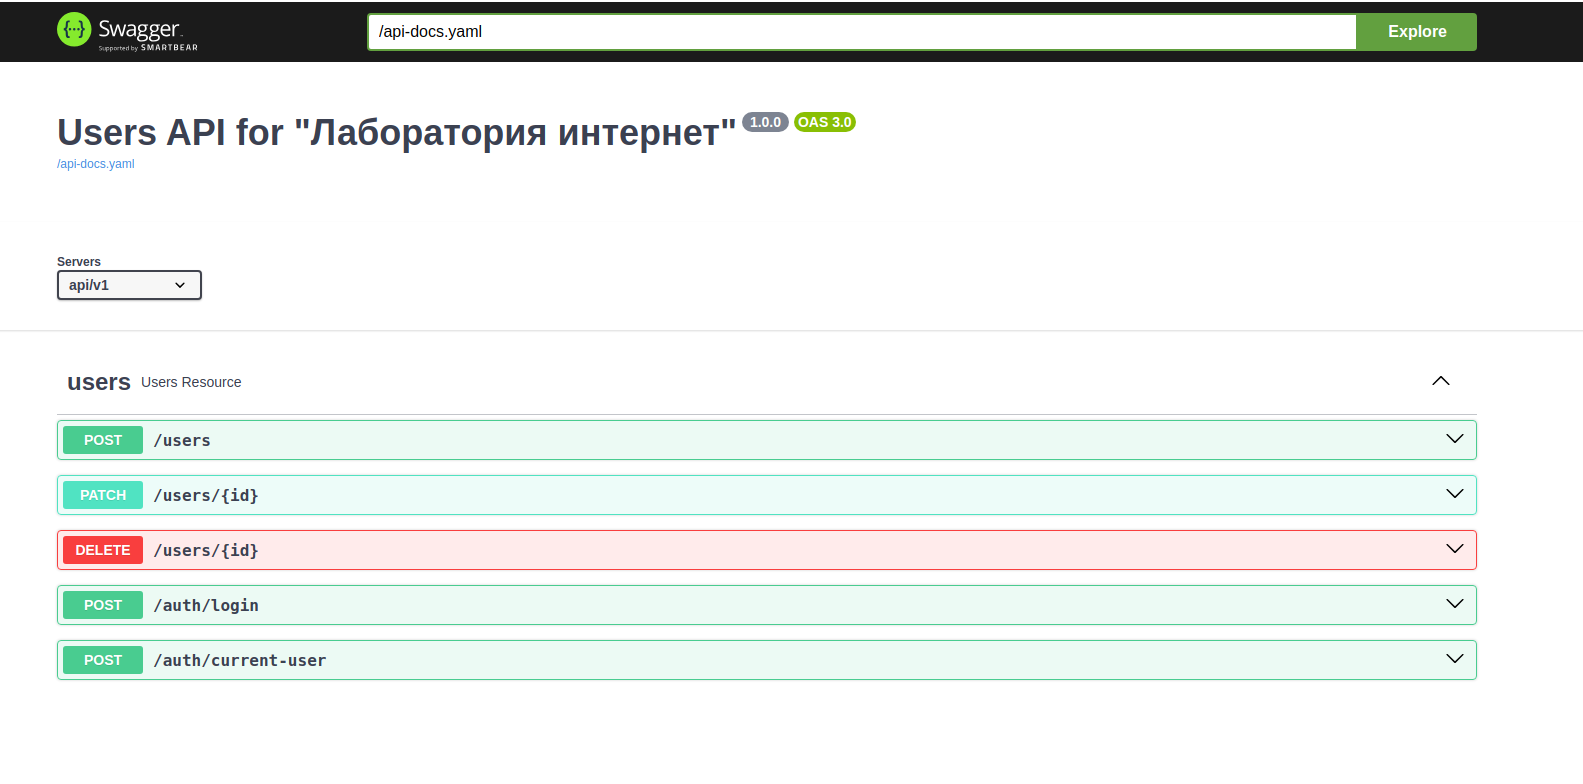 Swagger
Supported by SMARTBEAR
/api-docs.yaml
Explore
Users API for "Лаборатория интернет" 1.0.0 OAS 3.0
/api-docs.yaml
Servers
api/v1
users Users Resource
POST /users
PATCH /users/{id}
DELETE /users/{id}
POST /auth/login
POST /auth/current-user